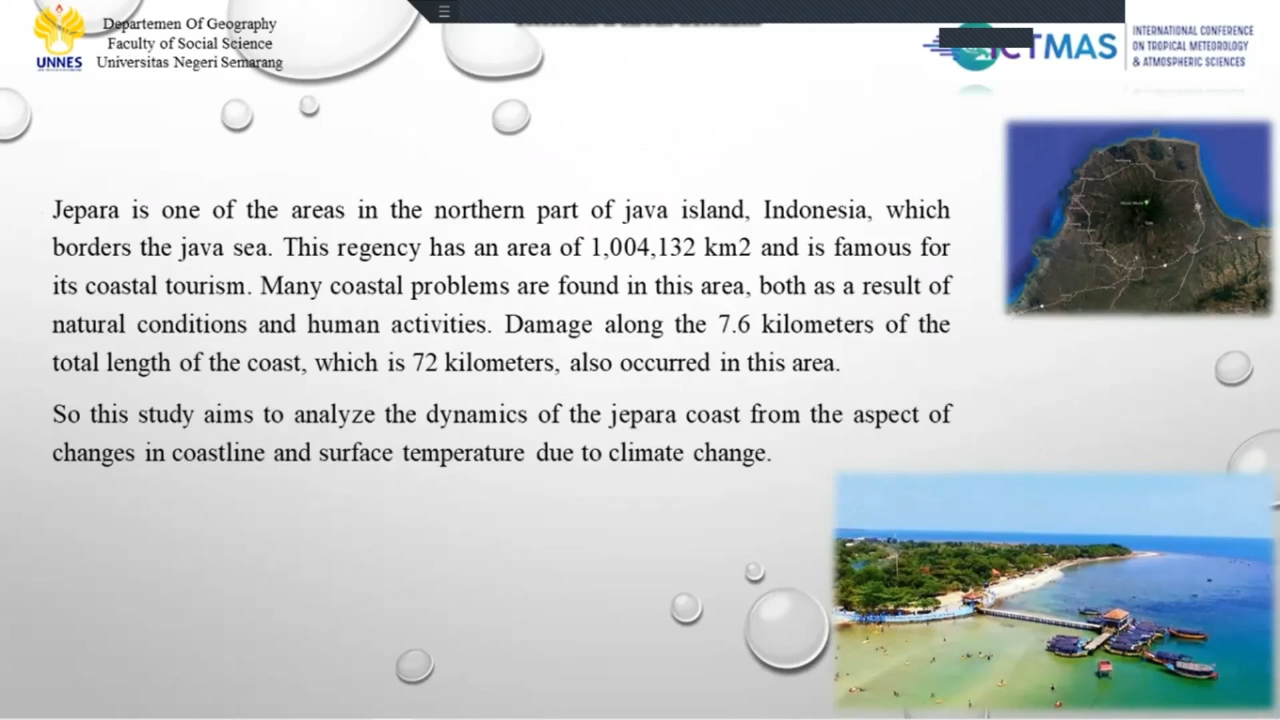 Departemen Of Geography
Faculty of Social Science
Universitas Negeri Semarang
UNNES
CTMAS
INTERNATIONAL CONFERENCE
ON TROPICAL METEOROLOGY
& ATMOSPHERIC SCIENCES
Jepara is one of the areas in the northern part of java island, Indonesia, which
borders the java sea. This regency has an area of 1,004,132 km2 and is famous for
its coastal tourism. Many coastal problems are found in this area, both as a result of
natural conditions and human activities. Damage along the 7.6 kilometers of the
total length of the coast, which is 72 kilometers, also occurred in this area.
So this study aims to analyze the dynamics of the jepara coast from the aspect of
changes in coastline and surface temperature due to climate change.